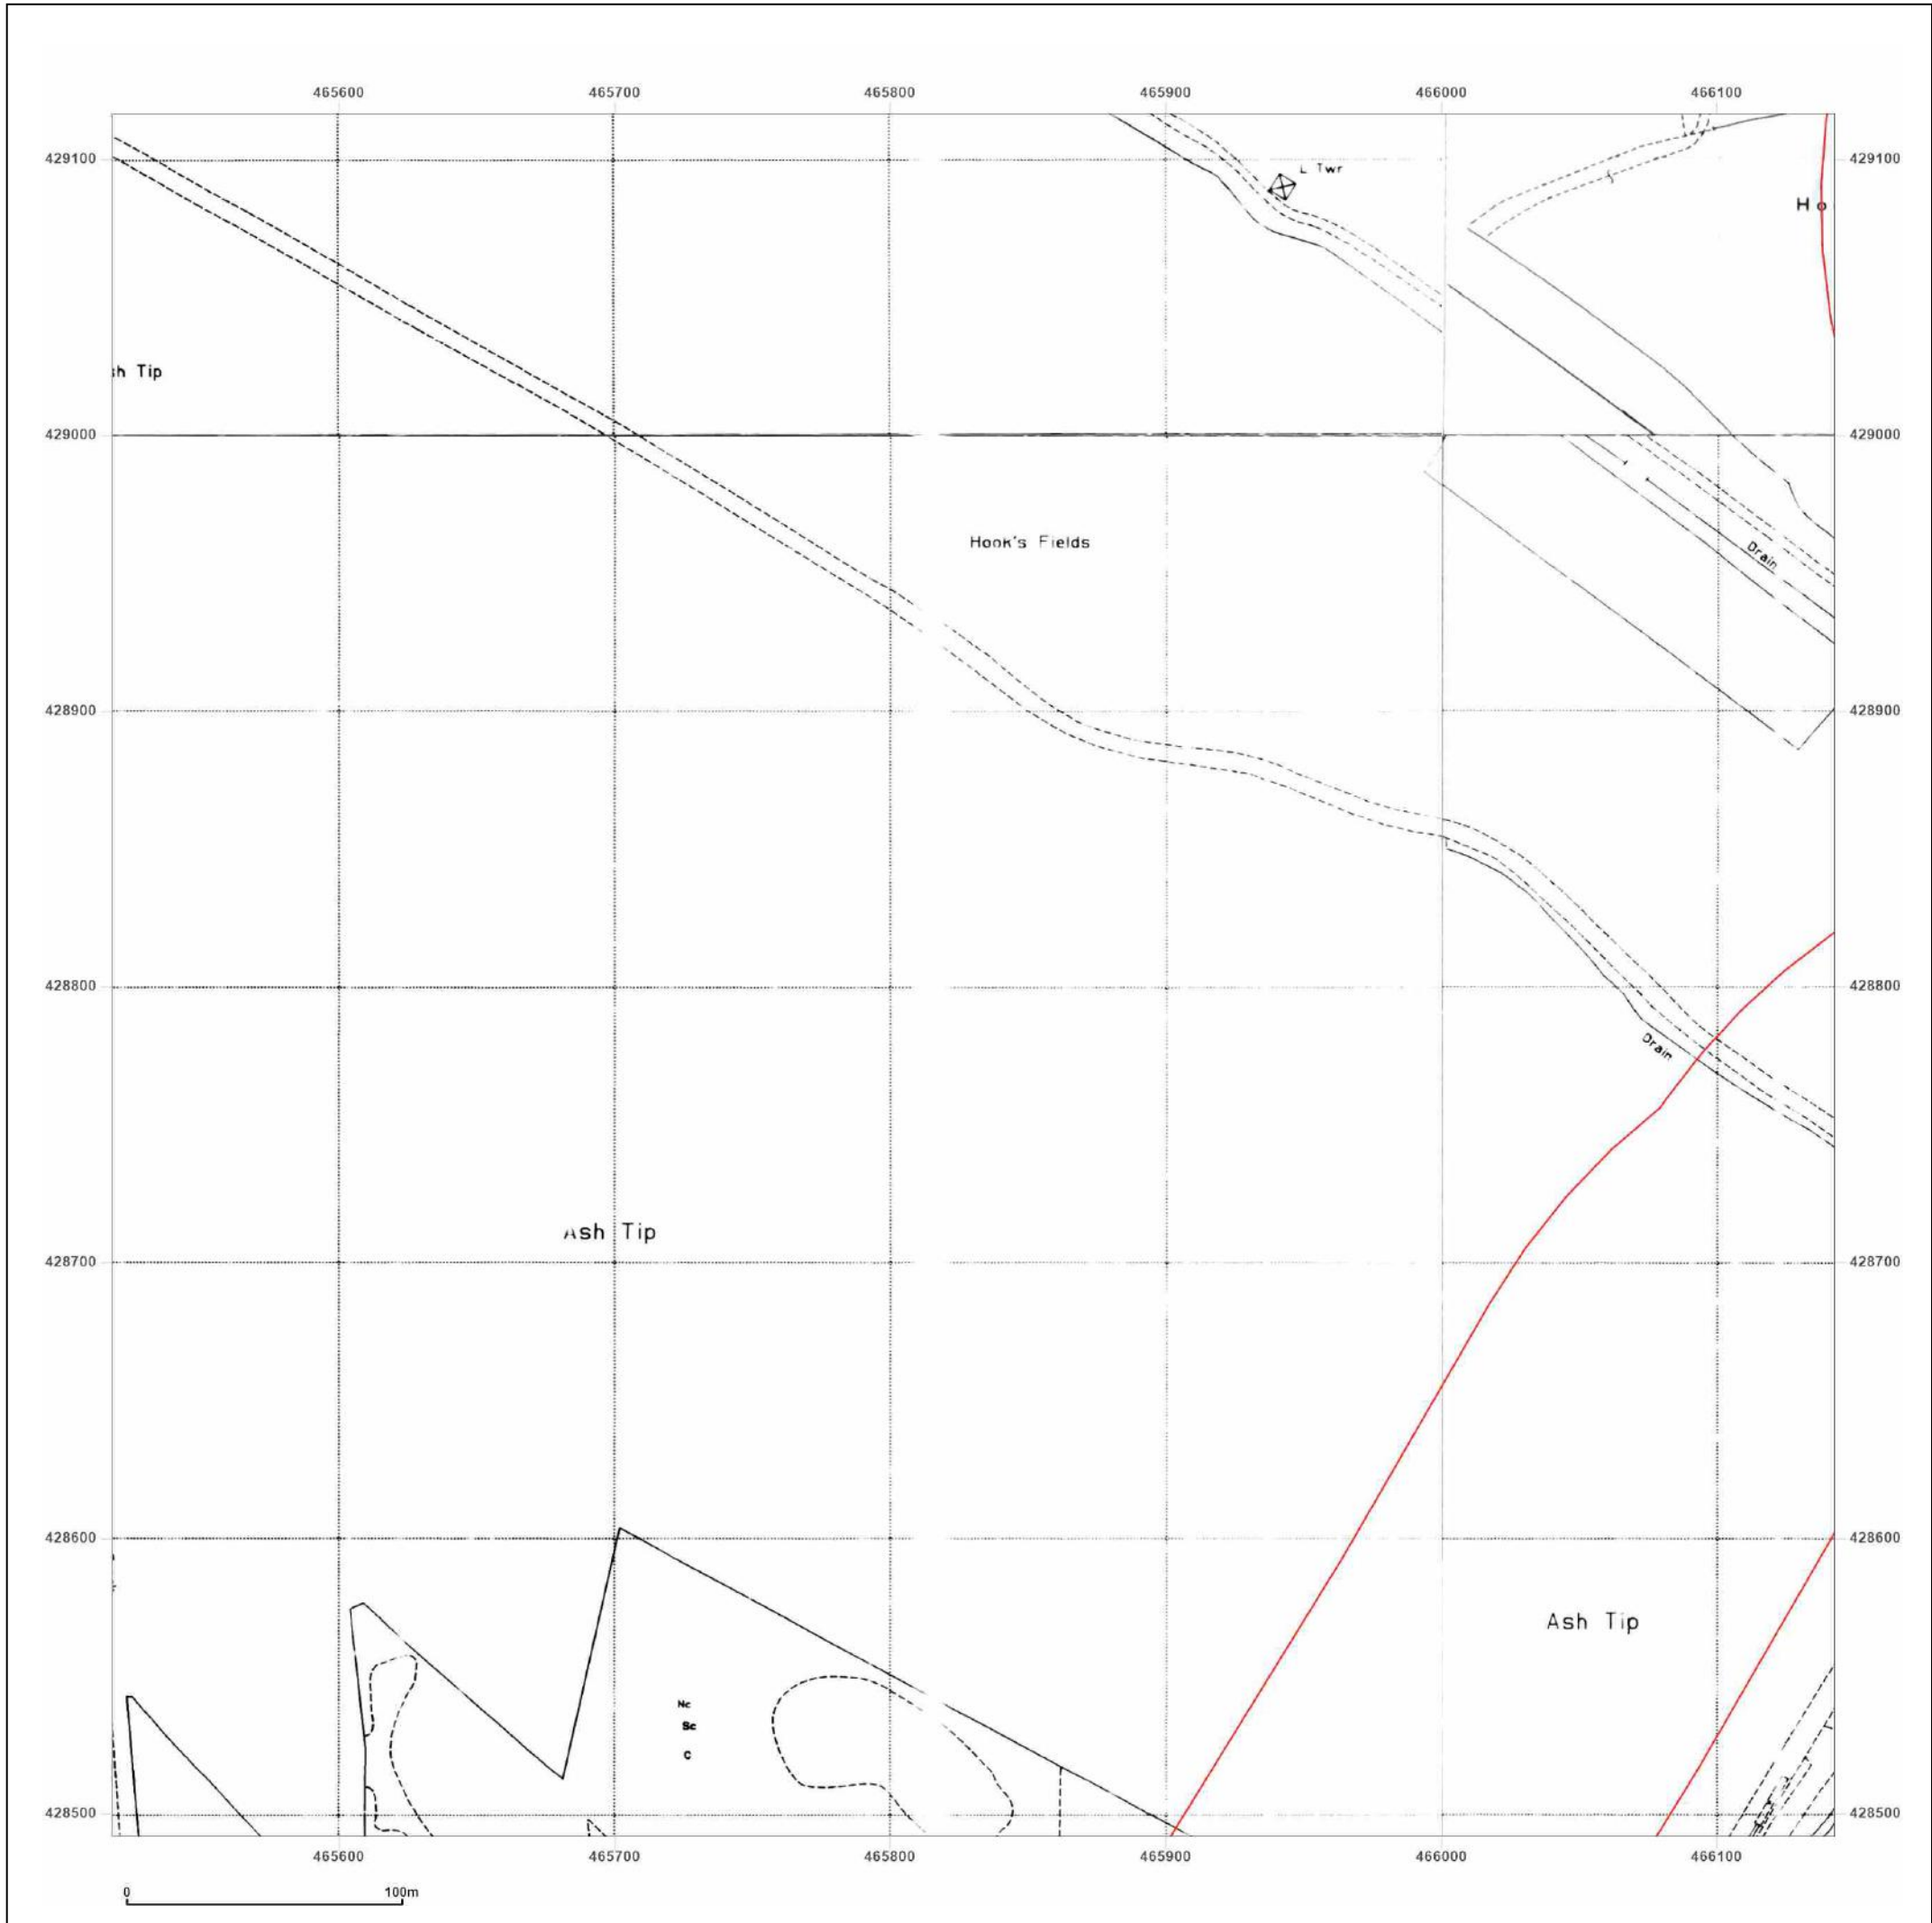 465600 465700 465800 465900 466000 466100
429100 429100
L Twr
Ho
sh Tip
429000 429000
Hook's Fields
Drain
428900 428900
428800 428800
Drain
Ash Tip
428700 428700
428600 428600
Ash Tip
Nc
Sc
C
428500 428500
465600 465700 465800 465900 466000 466100
0 100m